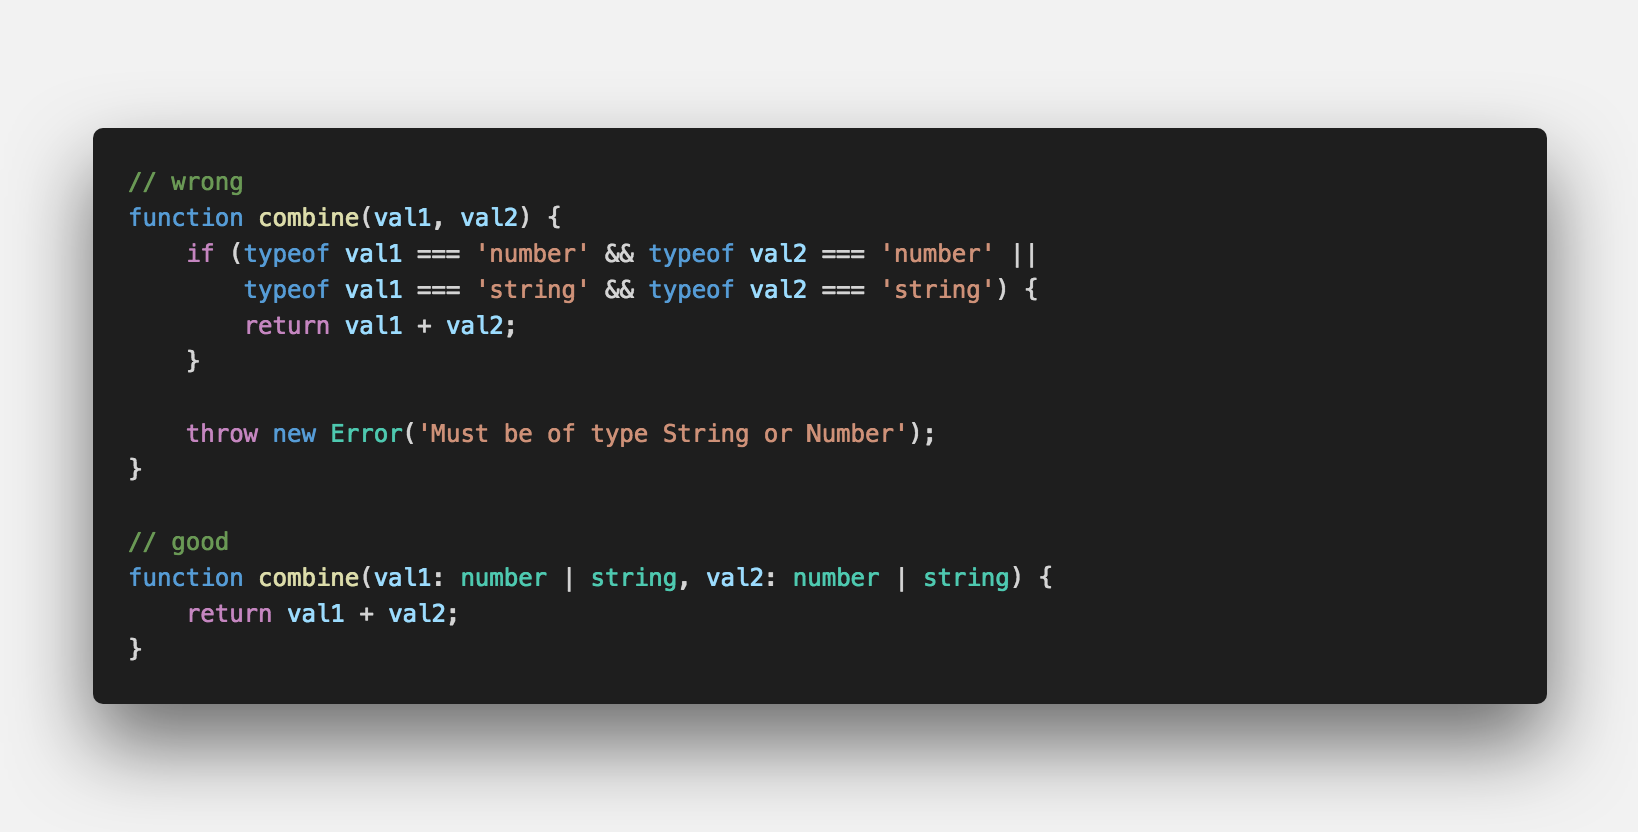 // wrong
function combine(val1, val2) {
    if (typeof val1 === 'number' && typeof val2 === 'number' ||
        typeof val1 === 'string' && typeof val2 === 'string') {
        return val1 + val2;
    }

    throw new Error('Must be of type String or Number');
}

// good
function combine(val1: number | string, val2: number | string) {
    return val1 + val2;
}